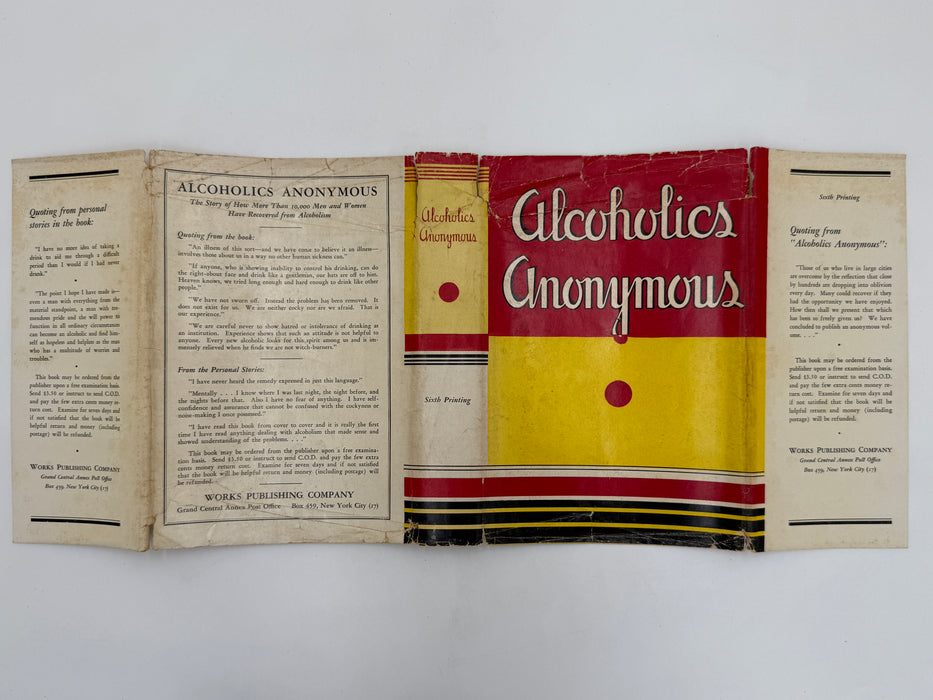 Quoting from personal
stories in the book:
"I have no more idea of taking a
drink to aid me through a difficult
period than I would if I had never
drunk."
"The point I hope I have made is—
even a man with everything from the
material standpoint, a man with tre-
mendous pride and the will power to
function in all ordinary circumstances
can become an alcoholic and find him-
self as hopeless and helpless as the man
who has a multitude of worries and
troubles."
This book may be ordered from the
publisher upon a free examination basis.
Send $3.50 or instruct to send C.O.D.
and pay the few extra cents money re-
turn cost. Examine for seven days and
if not satisfied that the book will be
helpful return and money (including
postage) will be refunded.
WORKS PUBLISHING COMPANY
Grand Central Annex Post Office
Box 459, New York City (17)
ALCOHOLICS ANONYMOUS
The Story of How More Than 10,000 Men and Women
Have Recovered from Alcoholism
Quoting from the book:
"An illness of this sort—and we have come to believe it an illness—
involves those about us in a way no other human sickness can."
"If anyone, who is showing inability to control his drinking, can do
the right-about face and drink like a gentleman, our hats are off to him.
Heaven knows, we tried long enough and hard enough to drink like other
people."
"We have not sworn off. Instead the problem has been removed. It
does not exist for us. We are neither cocky nor are we afraid. That is
our experience."
"We are careful never to show hatred or intolerance of drinking as
an institution. Experience shows that such an attitude is not helpful to
anyone. Every new alcoholic looks for this spirit among us and is im-
mensely relieved when he finds we are not witch-burners."
From the Personal Stories:
"I have never heard the remedy expressed in just this language."
"Mentally . . . I know where I was last night, the night before, and
the nights before that. Also I have no fear of anything. I have self-
confidence and assurance that cannot be confused with the cockyness or
noise-making I once possessed."
"I have read this book from cover to cover and it is really the first
time I have read anything dealing with alcoholism that made sense and
showed understanding of the problems. . . ."
This book may be ordered from the publisher upon a free examina-
tion basis. Send $3.50 or instruct to send C.O.D. and pay few extra
cents money return cost. Examine for seven days and if not satisfied
that the book will be helpful return and money (including postage) will
be refunded.
WORKS PUBLISHING COMPANY
Grand Central Annex Post Office Box 459, New York City (17)
Alcoholics
Anonymous
Sixth Printing
Alcoholics
Anonymous
Sixth Printing
Quoting from
"Alcoholics Anonymous":
"Those of us who live in large cities
are overcome by the reflection that close
by hundreds are dropping into oblivion
every day. Many could recover if they
had the opportunity we have enjoyed.
How then shall we present that which
has been so freely given us? We have
concluded to publish an anonymous vol-
ume. . . ."
This book may be ordered from the
publisher upon a free examination basis.
Send $3.50 or instruct to send C.O.D.
and pay the few extra cents money re-
turn cost. Examine for seven days and
if not satisfied that the book will be
helpful return and money (including
postage) will be refunded.
WORKS PUBLISHING COMPANY
Grand Central Annex Post Office
Box 459, New York City (17)